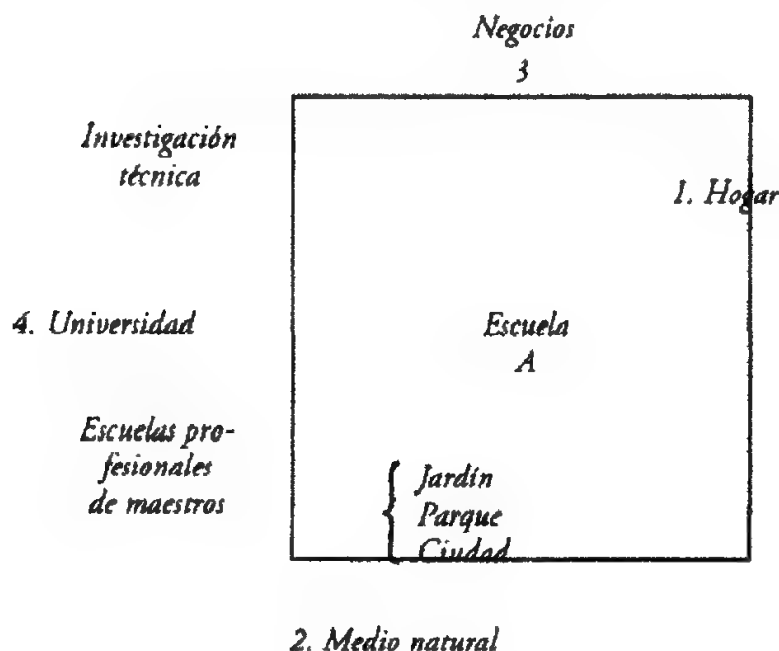 Negocios
3
Investigación
técnica
1. Hogar
4. Universidad
Escuela
A
Escuelas pro-
fesionales
de maestros
Jardín
Parque
Ciudad
2. Medio natural